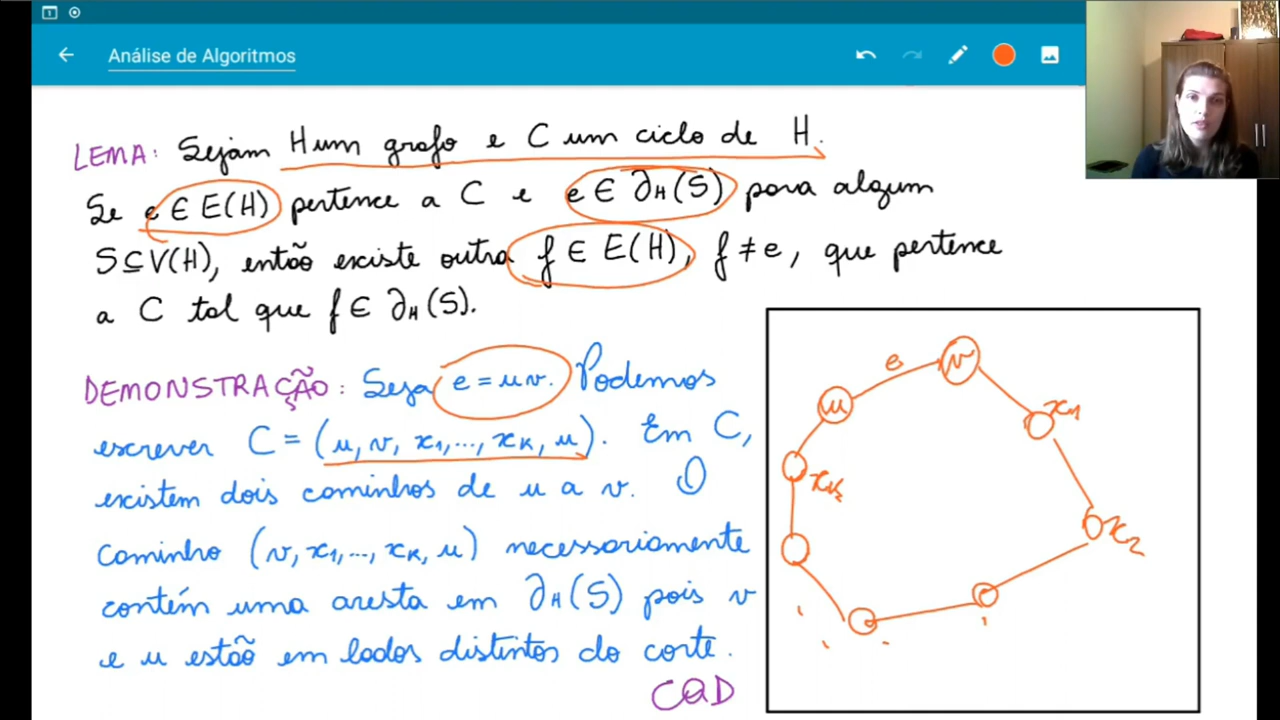 Análise de Algoritmos
LEMA: Sejam H um grafo e C um ciclo de H.
Se e ∈ E(H) pertence a C e e ∈ ∂H(S) para algum
S⊆V(H), então existe outra f ∈ E(H), f ≠ e, que pertence
a C tal que f ∈ ∂H(S).
DEMONSTRAÇÃO: Seja e = uv. Podemos
escrever C = (u, v, x1, ..., xk, u). Em C,
existem dois caminhos de u a v. O
caminho (v, x1, ..., xk, u) necessariamente
contém uma aresta em ∂H(S) pois v
e u estão em lados distintos do corte.
CQD
e
v
u
x1
xk
x2